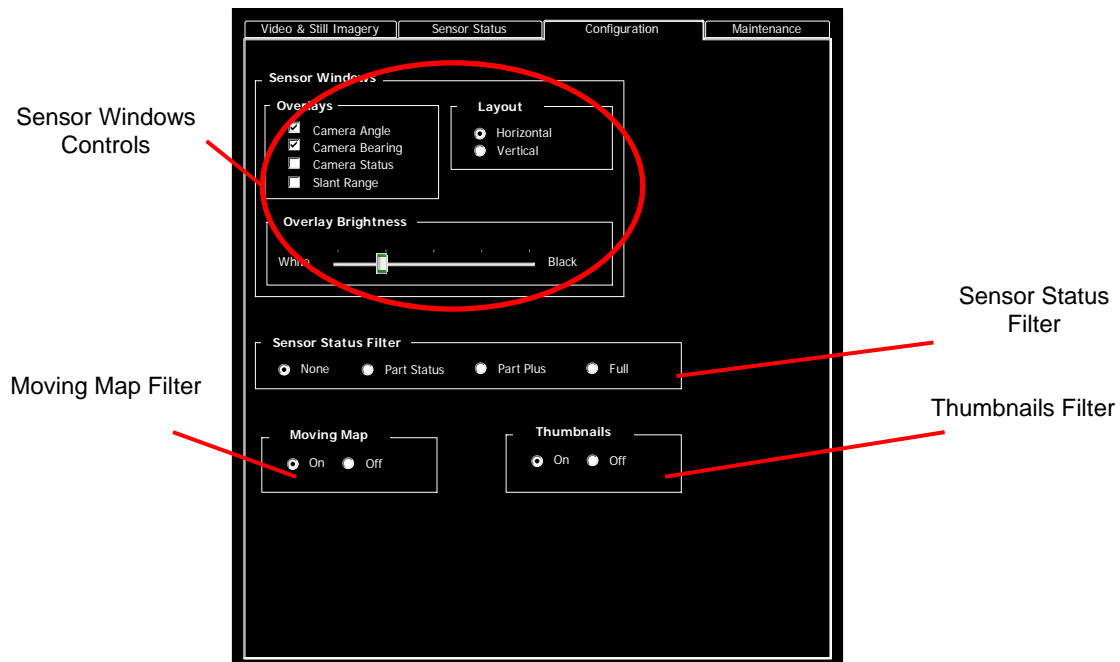 Video & Still Imagery
Sensor Status
Configuration
Maintenance
Sensor Windows
Overlays
Camera Angle
Camera Bearing
Camera Status
Slant Range
Layout
Horizontal
Vertical
Overlay Brightness
White
Black
Sensor Status Filter
None
Part Status
Part Plus
Full
Moving Map
On
Off
Thumbnails
On
Off
Sensor Windows
Controls
Moving Map Filter
Sensor Status
Filter
Thumbnails Filter